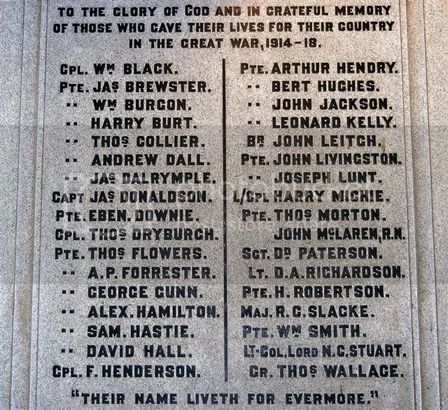 TO THE GLORY OF GOD AND IN GRATEFUL MEMORY
OF THOSE WHO GAVE THEIR LIVES FOR THEIR COUNTRY
IN THE GREAT WAR, 1914-18.
CPL. WM BLACK.
PTE. JAS BREWSTER.
" WM BURGON.
" HARRY BURT.
" THOS COLLIER.
" ANDREW DALL.
" JAS DALRYMPLE.
CAPT JAS DONALDSON.
PTE. EBEN. DOWNIE.
CPL. THOS DRYBURGH.
PTE. THOS FLOWERS.
" A.P. FORRESTER.
" GEORGE GUNN.
" ALEX. HAMILTON.
" SAM. HASTIE.
" DAVID HALL.
CPL. F. HENDERSON.
PTE. ARTHUR HENDRY.
" BERT HUGHES.
" JOHN JACKSON.
" LEONARD KELLY.
BR JOHN LEITCH.
PTE. JOHN LIVINGSTON.
" JOSEPH LUNT.
L/CPL HARRY MICHIE.
PTE. THOS MORTON.
JOHN MCLAREN, R.N.
SGT. DD PATERSON.
LT. D.A. RICHARDSON.
PTE. H. ROBERTSON.
MAJ. R.C. SLACKE.
PTE. WM SMITH.
LT-COL. LORD N.C. STUART.
GR. THOS WALLACE.
"THEIR NAME LIVETH FOR EVERMORE."